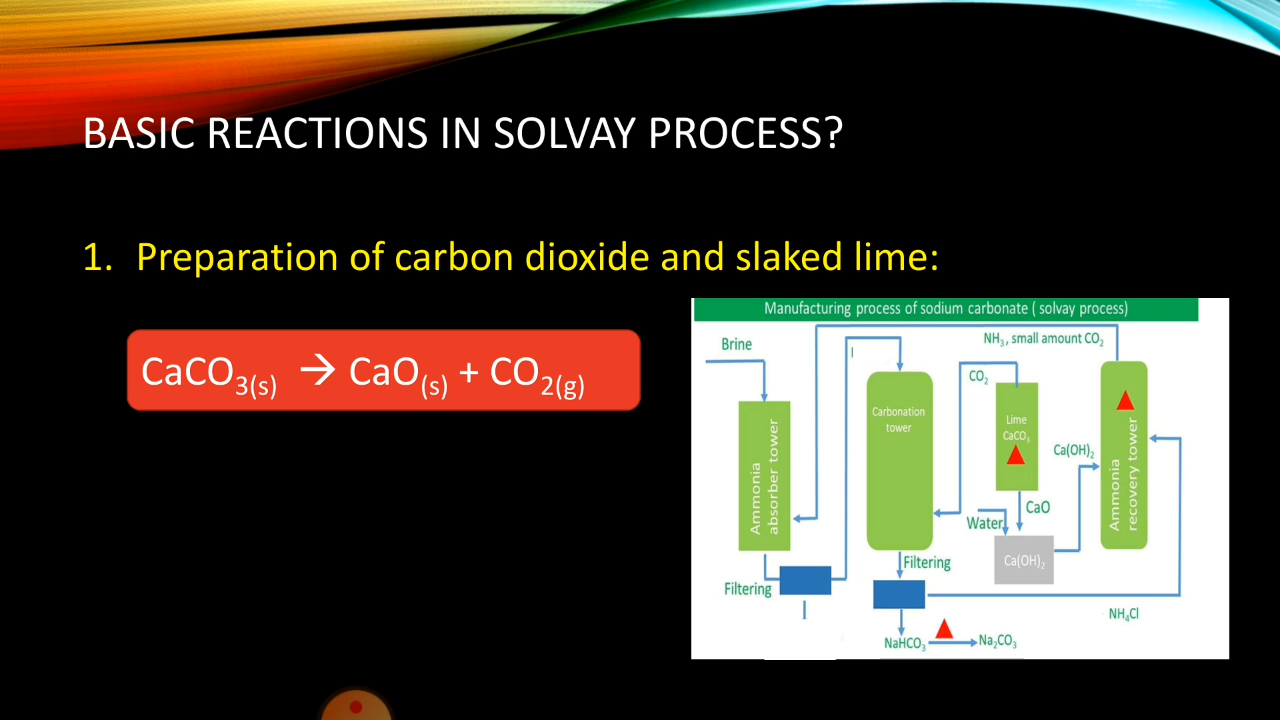 BASIC REACTIONS IN SOLVAY PROCESS?
1. Preparation of carbon dioxide and slaked lime:
CaCO3(s) → CaO(s) + CO2(g)
Manufacturing process of sodium carbonate ( solvay process)
Brine
NH3, small amount CO2
CO2
Carbonation
tower
Lime
CaCO3
Ammonia
absorber tower
Ca(OH)2
Ammonia
recovery tower
CaO
Water
Ca(OH)2
Filtering
Filtering
NH4Cl
NaHCO3
Na2CO3